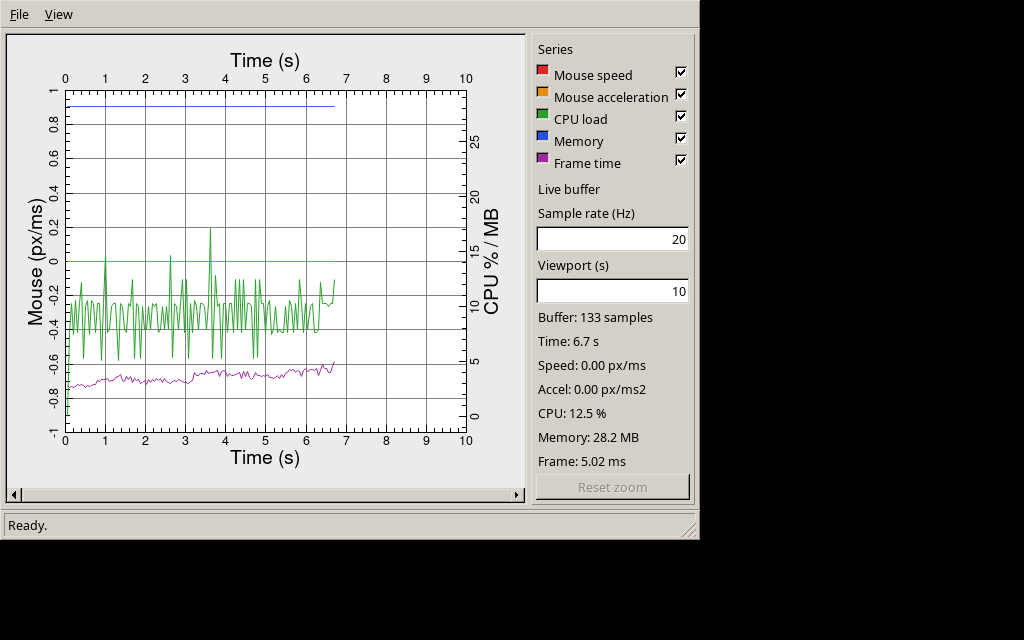 File View
Time (s)
0 1 2 3 4 5 6 7 8 9 10
1
0.8
0.6
0.4
0.2
0
-0.2
-0.4
-0.6
-0.8
-1
Mouse (px/ms)
25
20
15
10
5
0
CPU % / MB
0 1 2 3 4 5 6 7 8 9 10
Time (s)
Series
Mouse speed
Mouse acceleration
CPU load
Memory
Frame time
Live buffer
Sample rate (Hz)
20
Viewport (s)
10
Buffer: 133 samples
Time: 6.7 s
Speed: 0.00 px/ms
Accel: 0.00 px/ms2
CPU: 12.5 %
Memory: 28.2 MB
Frame: 5.02 ms
Reset zoom
Ready.